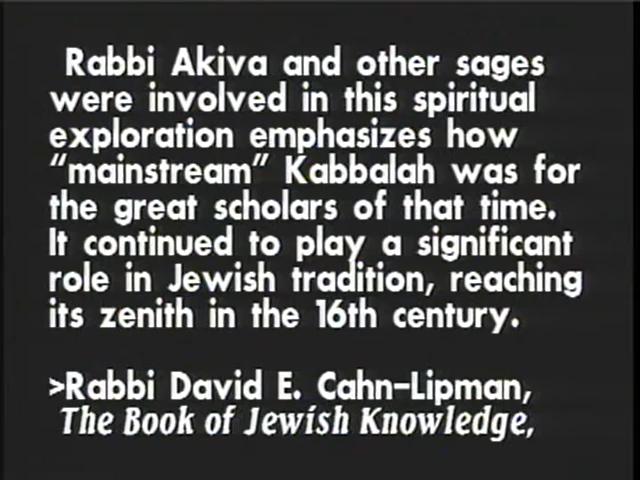 Rabbi Akiva and other sages
were involved in this spiritual
exploration emphasizes how
"mainstream" Kabbalah was for
the great scholars of that time.
It continued to play a significant
role in Jewish tradition, reaching
its zenith in the 16th century.
>Rabbi David E. Cahn-Lipman,
The Book of Jewish Knowledge,